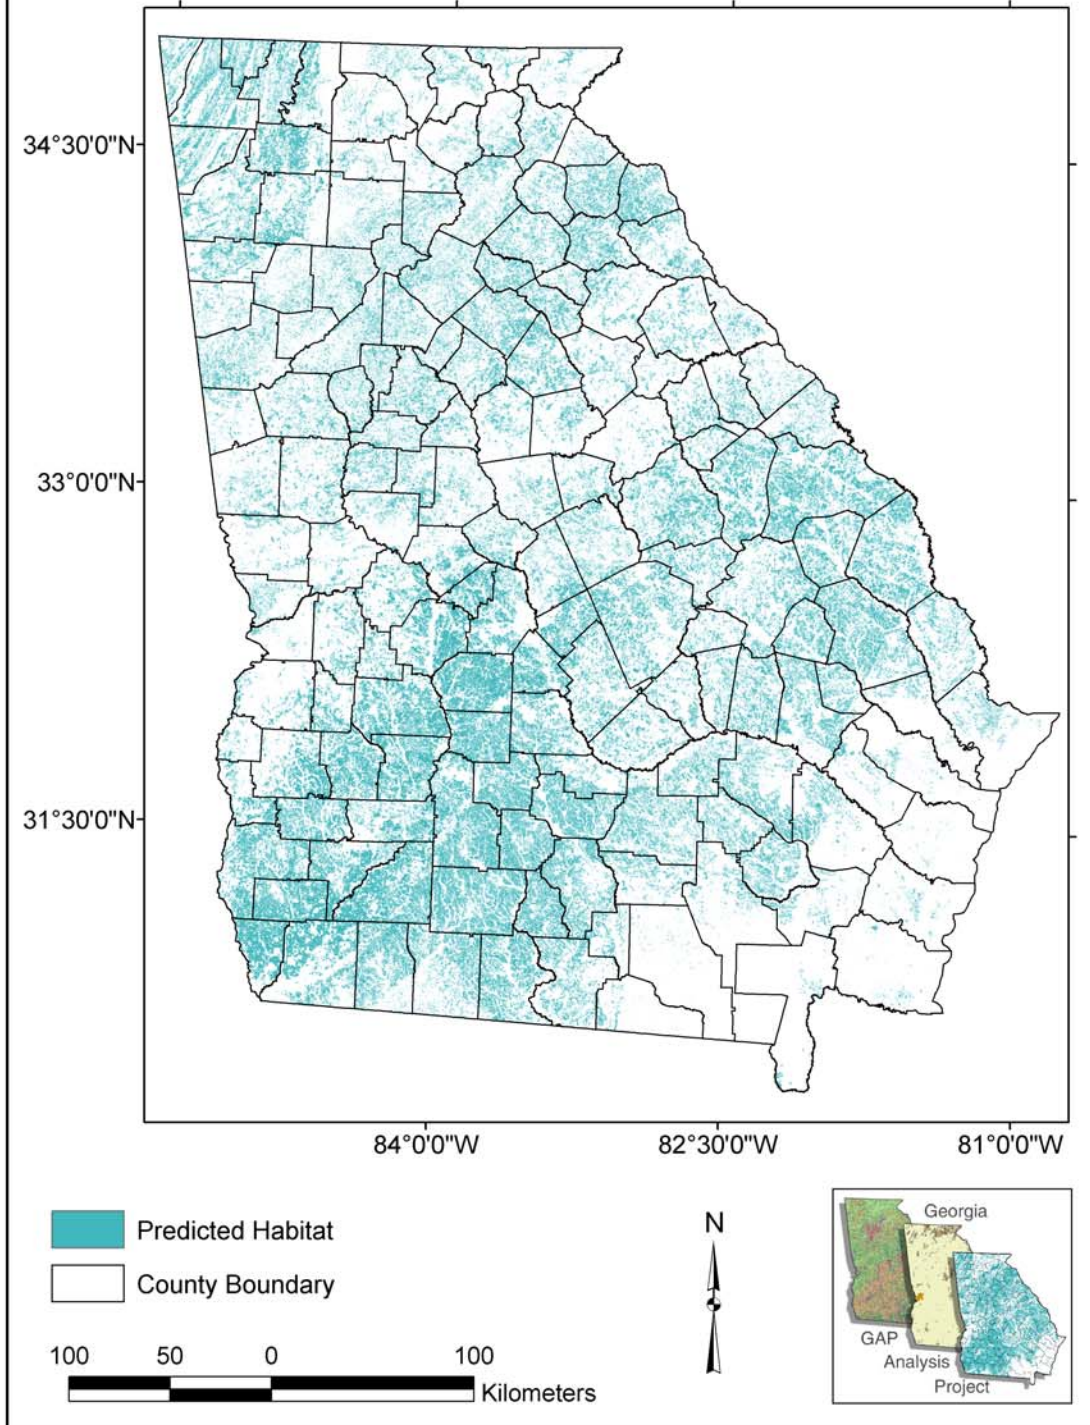 34°30'0"N
33°0'0"N
31°30'0"N
84°0'0"W 82°30'0"W 81°0'0"W
Predicted Habitat
County Boundary
100 50 0 100
Kilometers
N
Georgia
GAP
Analysis
Project